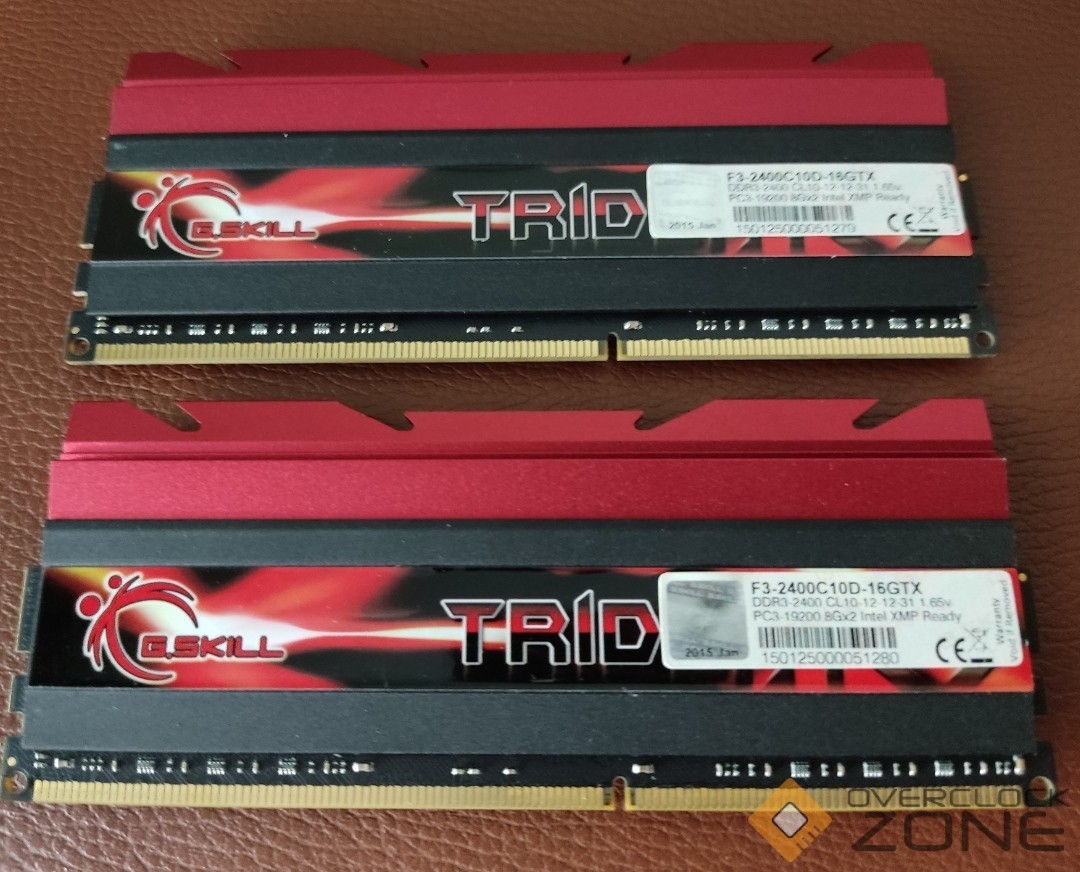 G.SKILL
TRID
F3-2400C10D-16GTX
DDR3-2400 CL10-12-12-31 1.65v
PC3-19200 8Gx2 Intel XMP Ready
2015 Jan
150125000051279
CE
Warranty
Void if Removed
G.SKILL
TRID
F3-2400C10D-16GTX
DDR3-2400 CL10-12-12-31 1.65v
PC3-19200 8Gx2 Intel XMP Ready
2015 Jan
150125000051280
CE
Warranty
Void if Removed
OVERCLOCK
ZONE